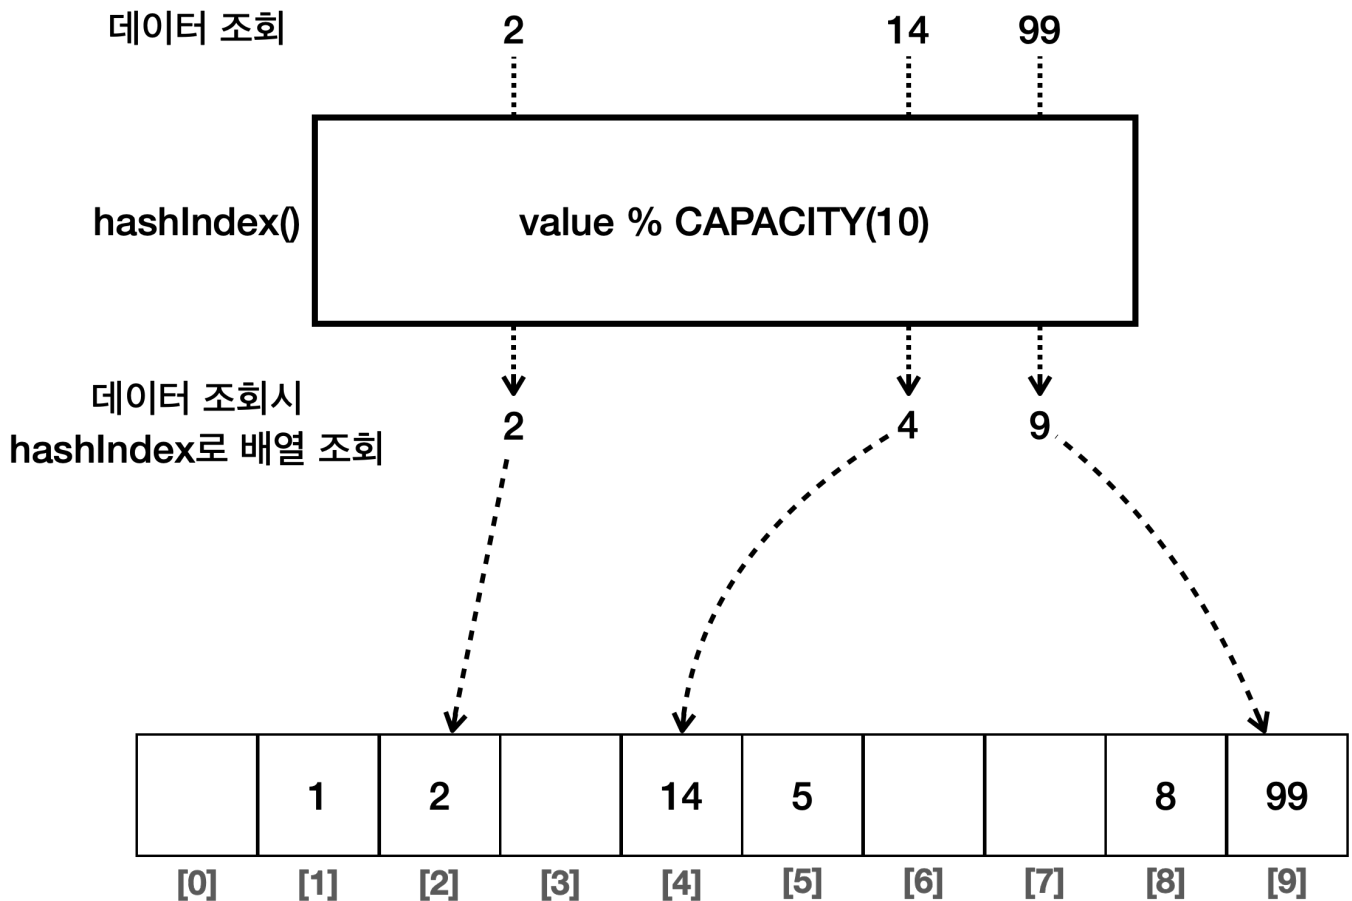 데이터 조회 2 14 99
hashIndex() value % CAPACITY(10)
데이터 조회시
hashIndex로 배열 조회
2 4 9
1 2 14 5 8 99
[0] [1] [2] [3] [4] [5] [6] [7] [8] [9]